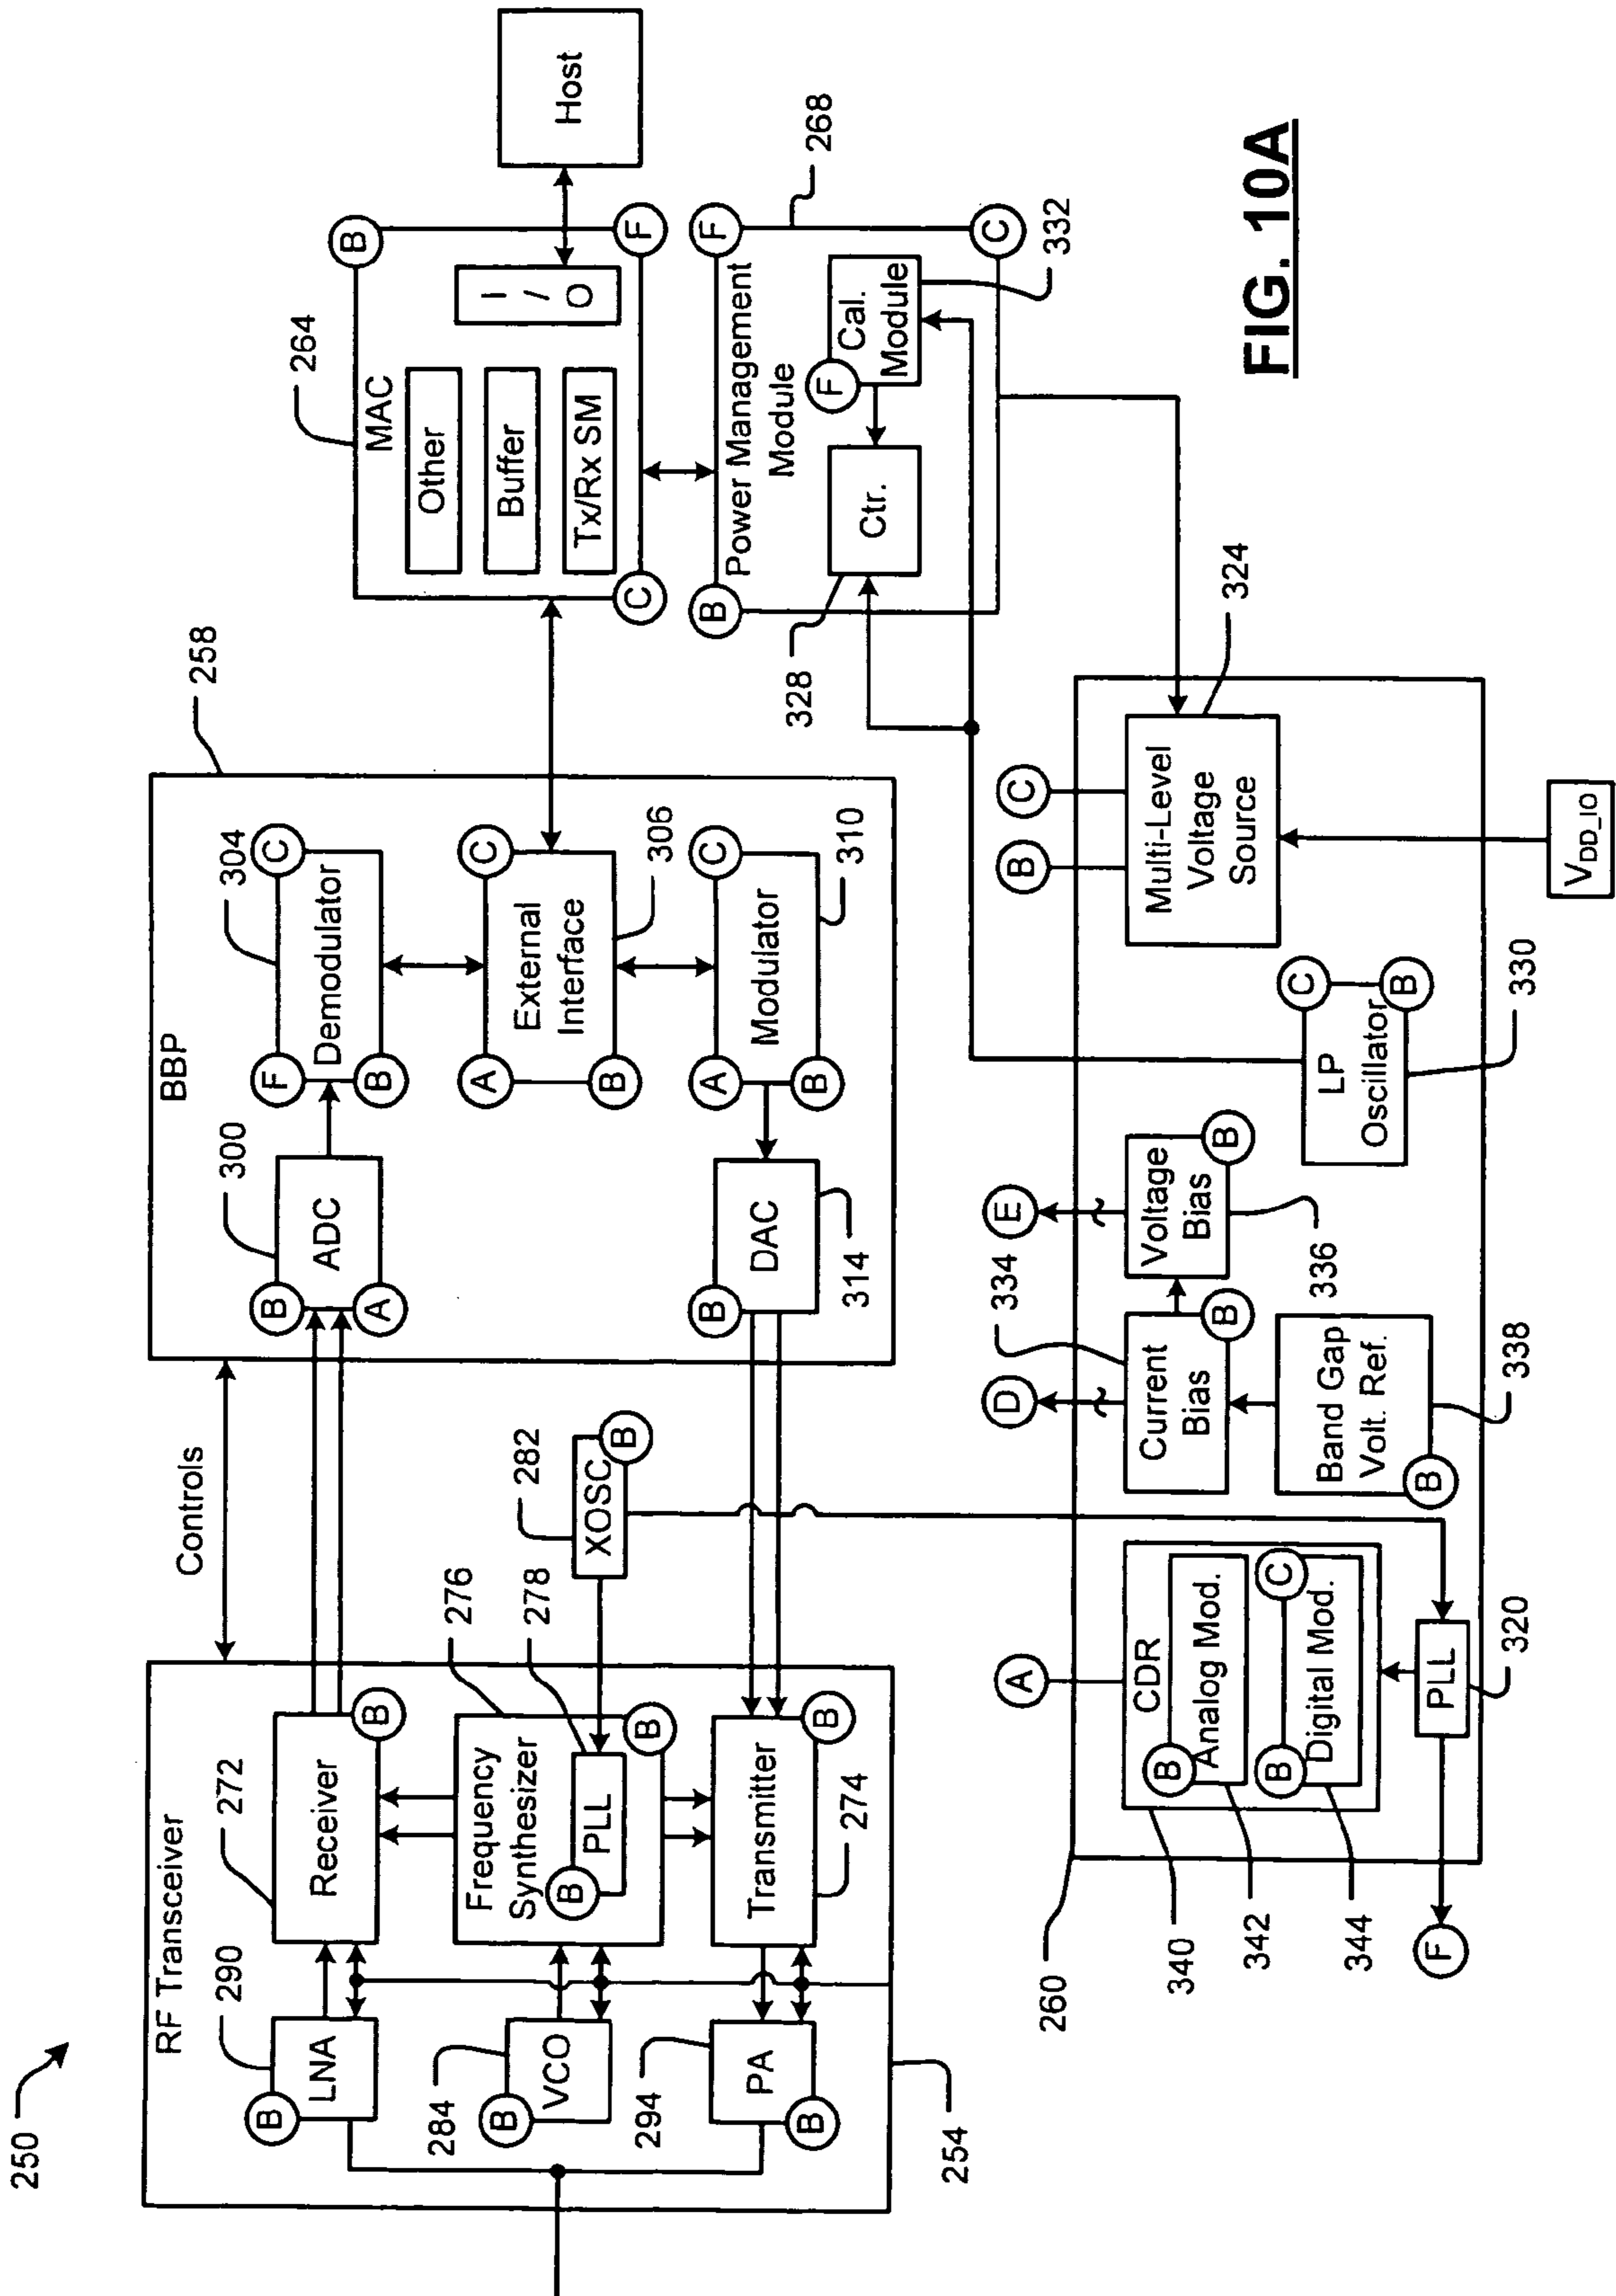 250
RF Transceiver
290
B
LNA
272
Receiver
B
284
B
VCO
276
278
Frequency
Synthesizer
B
PLL
B
294
PA
B
Transmitter
B
274
254
Controls
282
XOSC
B
BBP
258
300
B
ADC
A
304
F
Demodulator
C
B
A
External
Interface
C
B
306
A
Modulator
C
B
310
B
DAC
314
264
MAC
B
Other
Buffer
Tx/Rx SM
I
/
O
C
F
Host
B
F
Power Management
Module
268
328
Ctr.
F
Cal.
Module
332
C
260
A
CDR
B
Analog Mod.
B
C
Digital Mod.
340
342
344
PLL
320
F
D
334
Current
Bias
B
E
Voltage
Bias
B
336
Band Gap
Volt. Ref.
B
338
LP
Oscillator
C
B
330
B
C
Multi-Level
Voltage
Source
324
VDD_IO
FIG. 10A